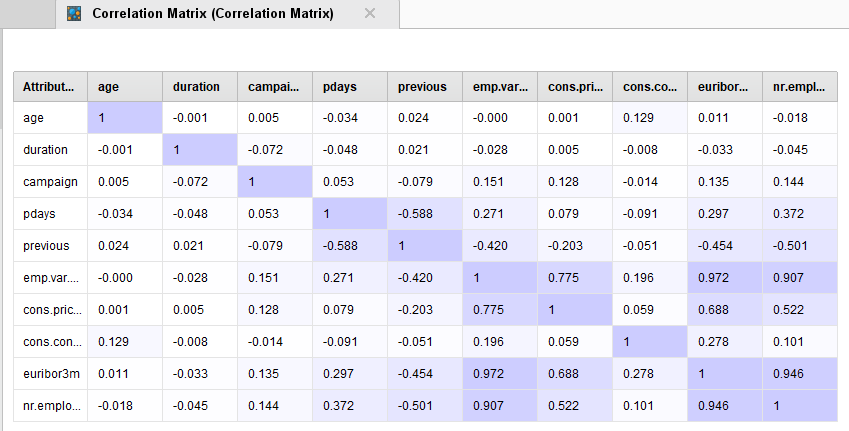 Correlation Matrix (Correlation Matrix)
Attribut... age duration campai... pdays previous emp.var... cons.pri... cons.co... euribor... nr.empl...
age 1 -0.001 0.005 -0.034 0.024 -0.000 0.001 0.129 0.011 -0.018
duration -0.001 1 -0.072 -0.048 0.021 -0.028 0.005 -0.008 -0.033 -0.045
campaign 0.005 -0.072 1 0.053 -0.079 0.151 0.128 -0.014 0.135 0.144
pdays -0.034 -0.048 0.053 1 -0.588 0.271 0.079 -0.091 0.297 0.372
previous 0.024 0.021 -0.079 -0.588 1 -0.420 -0.203 -0.051 -0.454 -0.501
emp.var.... -0.000 -0.028 0.151 0.271 -0.420 1 0.775 0.196 0.972 0.907
cons.pric... 0.001 0.005 0.128 0.079 -0.203 0.775 1 0.059 0.688 0.522
cons.con... 0.129 -0.008 -0.014 -0.091 -0.051 0.196 0.059 1 0.278 0.101
euribor3m 0.011 -0.033 0.135 0.297 -0.454 0.972 0.688 0.278 1 0.946
nr.emplo... -0.018 -0.045 0.144 0.372 -0.501 0.907 0.522 0.101 0.946 1